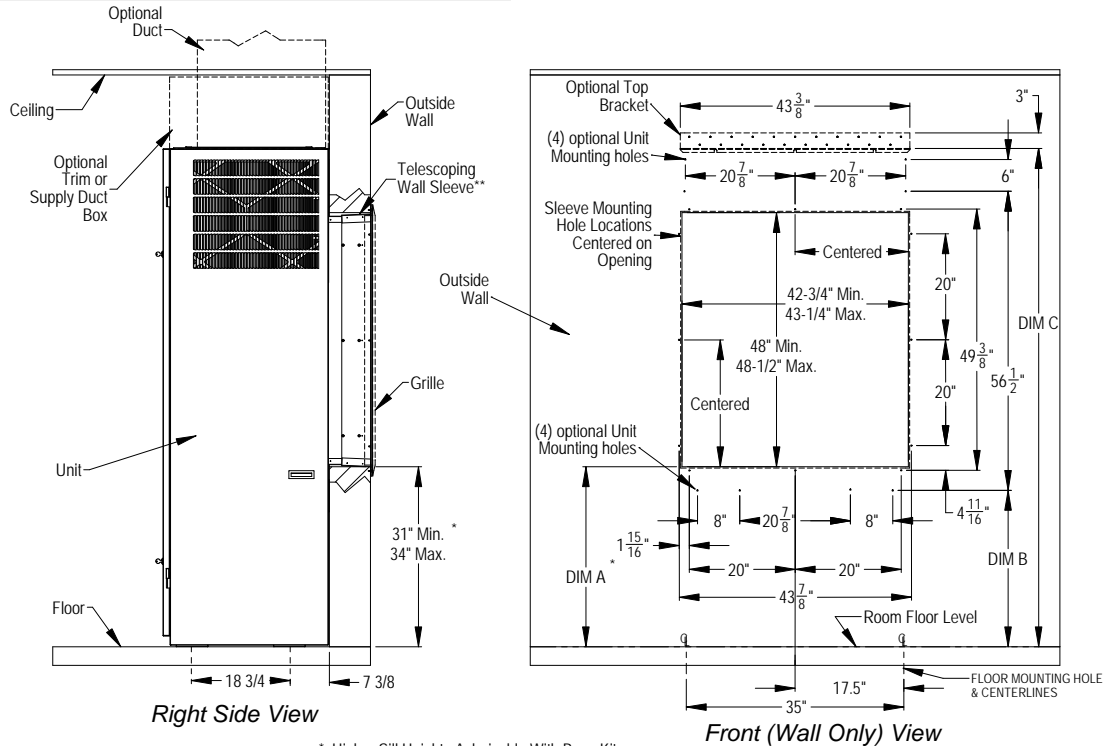 Optional
Duct
Ceiling
Outside
Wall
Optional
Trim or
Supply Duct
Box
Telescoping
Wall Sleeve**
Grille
Unit
31" Min. *
34" Max.
Floor
18 3/4
7 3/8
Right Side View
Optional Top
Bracket
43 3/8"
3"
(4) optional Unit
Mounting holes
20 7/8"
20 7/8"
6"
Sleeve Mounting
Hole Locations
Centered on
Opening
Centered
Outside
Wall
42-3/4" Min.
43-1/4" Max.
20"
DIM C
48" Min.
48-1/2" Max.
49 3/8"
56 1/2"
20"
Centered
(4) optional Unit
Mounting holes
8"
20 7/8"
8"
4 11/16"
1 15/16"
DIM A *
20"
20"
DIM B
43 7/8"
Room Floor Level
FLOOR MOUNTING HOLE
& CENTERLINES
17.5"
35"
Front (Wall Only) View